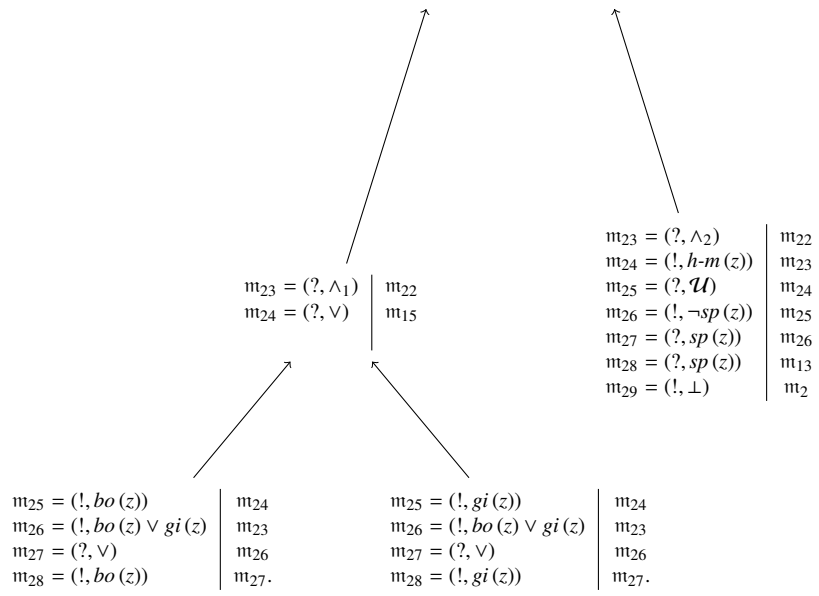 𝔪₂₃ = (?, ∧₂) | 𝔪₂₂
𝔪₂₄ = (!, h-m (z)) | 𝔪₂₃
𝔪₂₅ = (?, 𝓤) | 𝔪₂₄
𝔪₂₆ = (!, ¬sp (z)) | 𝔪₂₅
𝔪₂₇ = (?, sp (z)) | 𝔪₂₆
𝔪₂₈ = (?, sp (z)) | 𝔪₁₃
𝔪₂₉ = (!, ⊥) | 𝔪₂
𝔪₂₃ = (?, ∧₁) | 𝔪₂₂
𝔪₂₄ = (?, ∨) | 𝔪₁₅
𝔪₂₅ = (!, bo (z)) | 𝔪₂₄
𝔪₂₆ = (!, bo (z) ∨ gi (z) | 𝔪₂₃
𝔪₂₇ = (?, ∨) | 𝔪₂₆
𝔪₂₈ = (!, bo (z)) | 𝔪₂₇.
𝔪₂₅ = (!, gi (z)) | 𝔪₂₄
𝔪₂₆ = (!, bo (z) ∨ gi (z) | 𝔪₂₃
𝔪₂₇ = (?, ∨) | 𝔪₂₆
𝔪₂₈ = (!, gi (z)) | 𝔪₂₇.